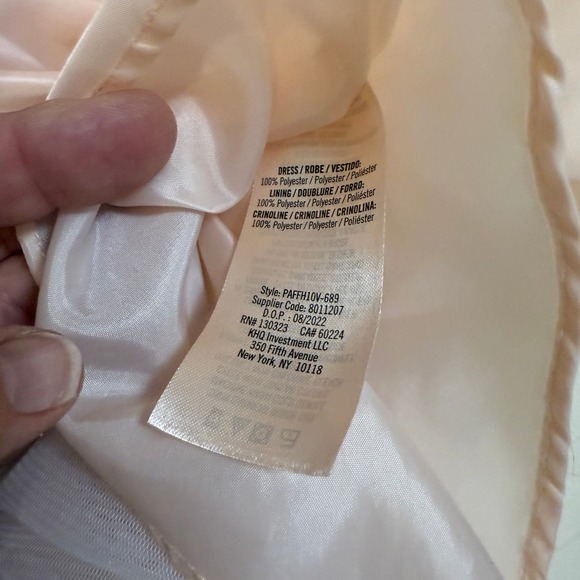 DRESS / ROBE / VESTIDO:
100% Polyester / Polyester / Poliéster
LINING / DOUBLURE / FORRO:
100% Polyester / Polyester / Poliéster
CRINOLINE / CRINOLINE / CRINOLINA:
100% Polyester / Polyester / Poliéster
Style: PAFFH10V-689
Supplier Code: 8011207
D.O.P. : 08/2022
RN# 130323 CA# 60224
KHQ Investment LLC
350 Fifth Avenue
New York, NY 10118